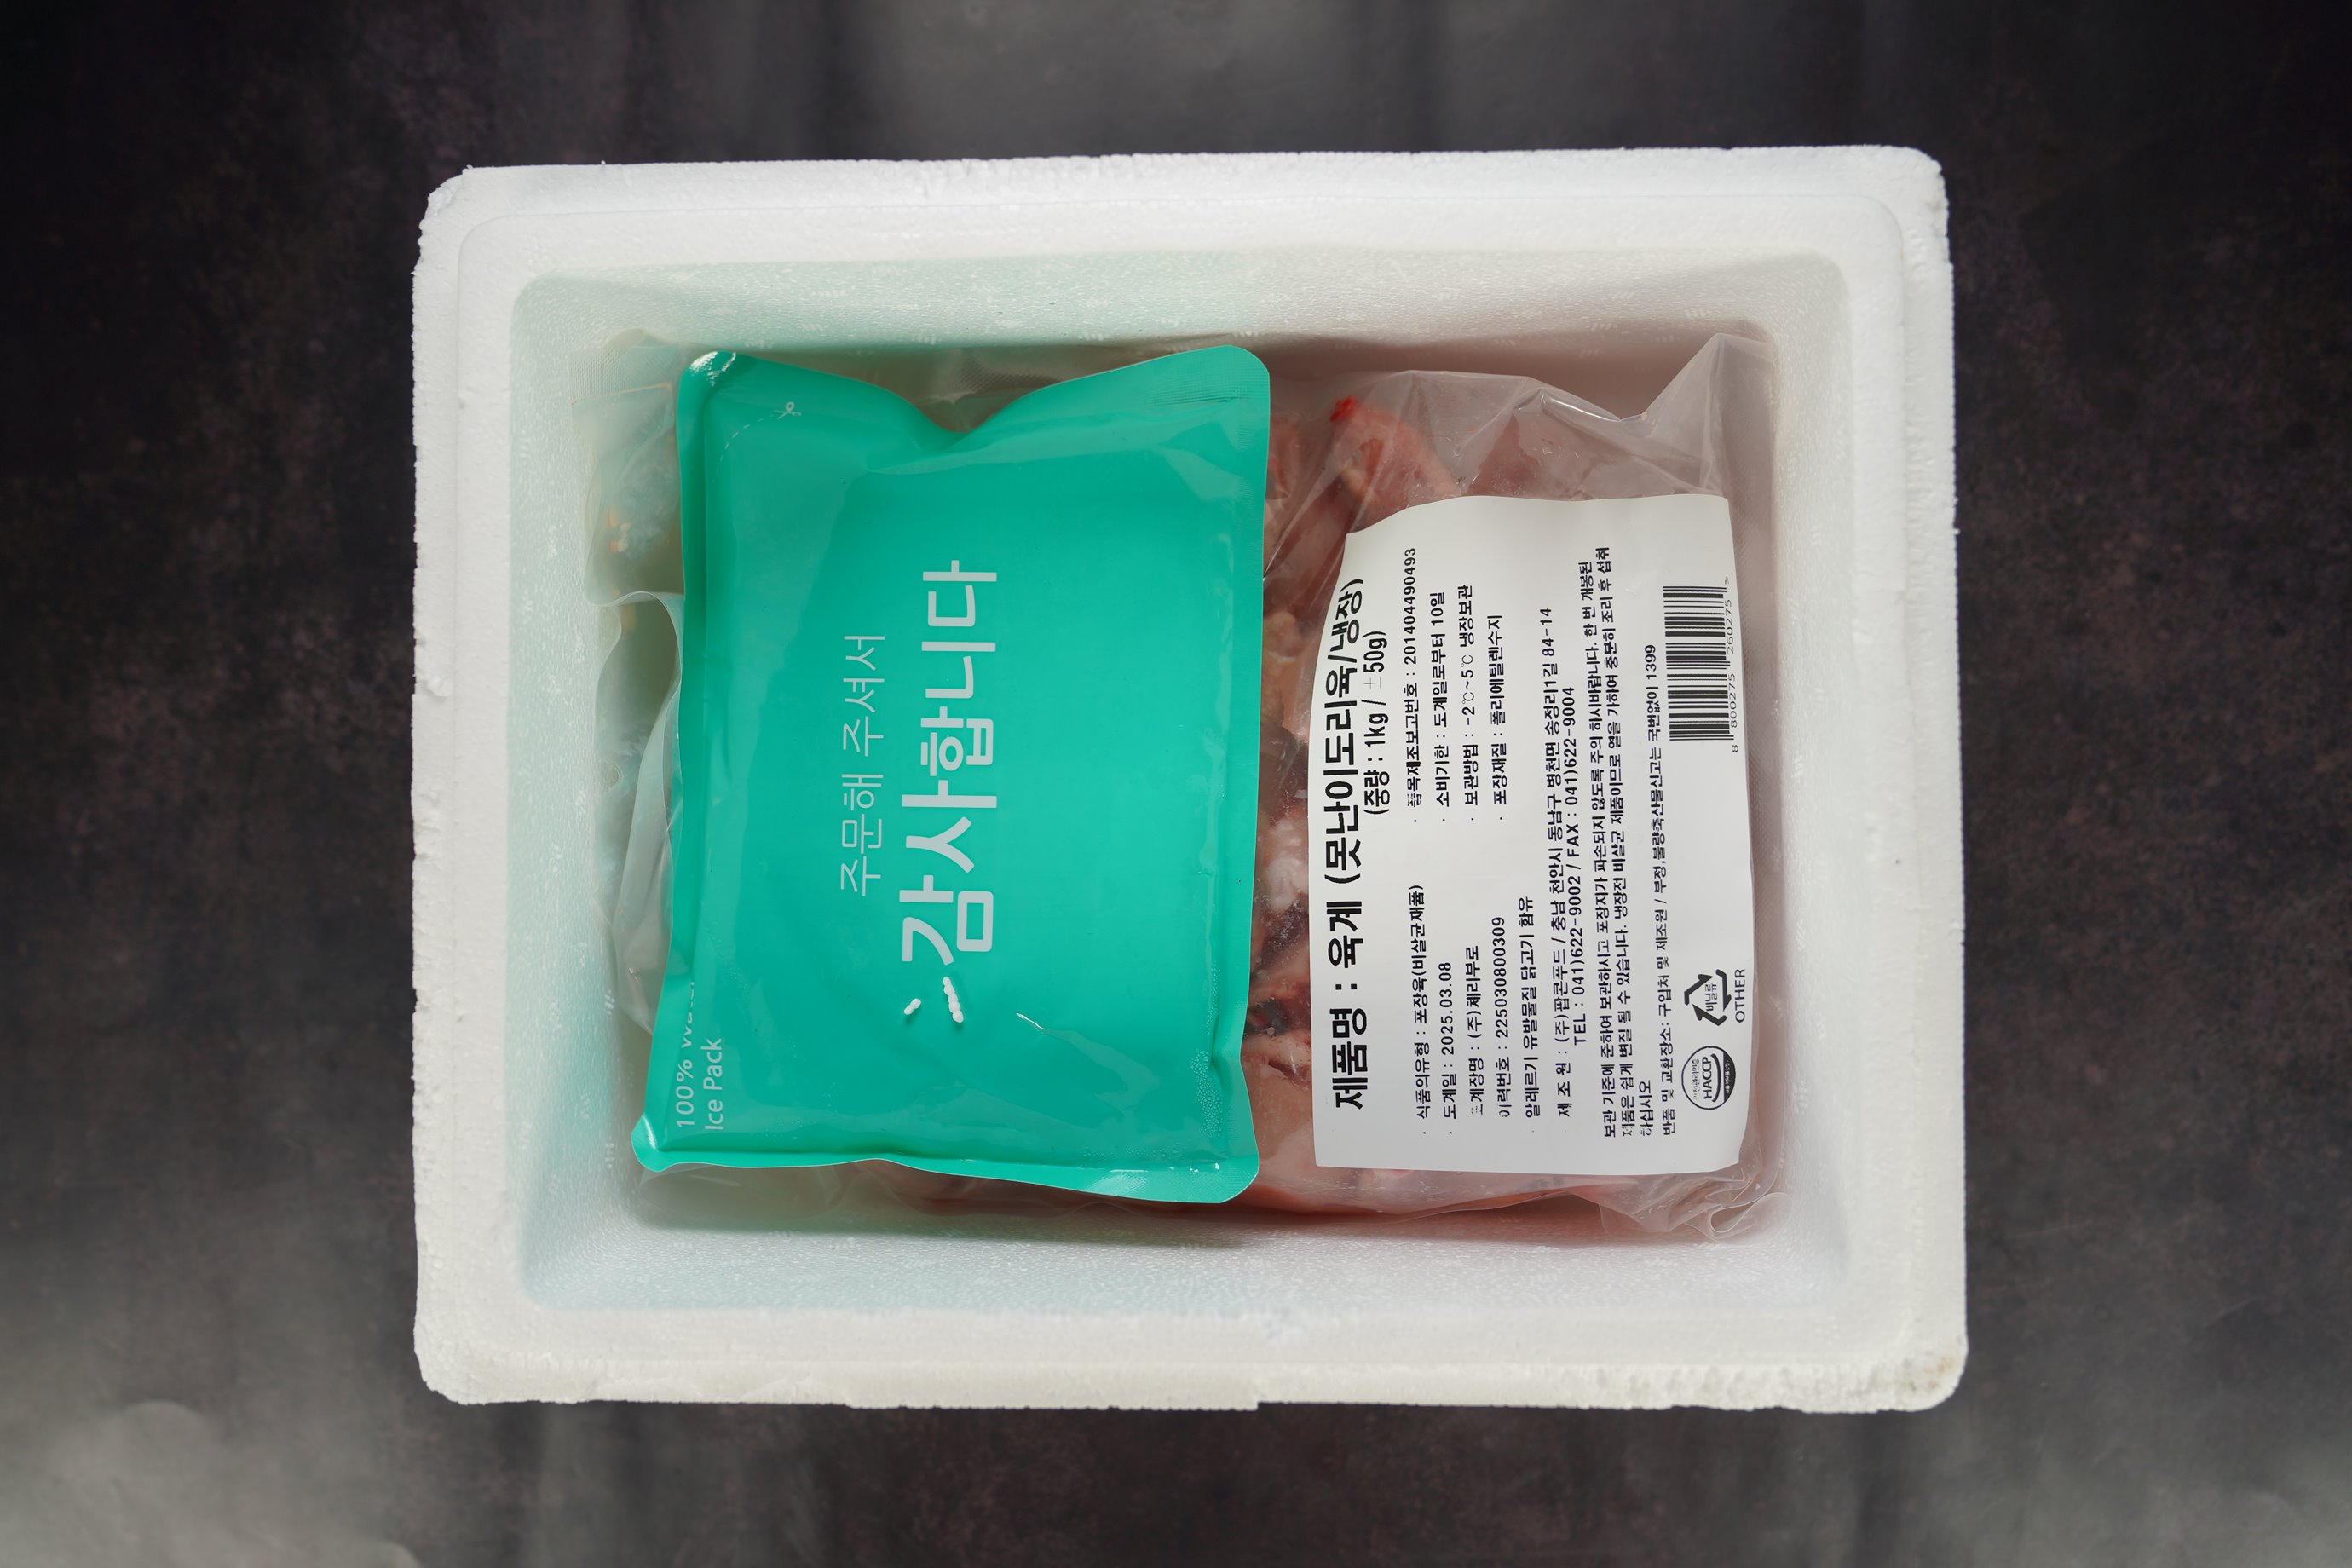 주문해 주셔서
감사합니다
100% Water
Ice Pack
제품명 : 육계 (못난이도리육/냉장)
(중량 : 1kg / ±50g)
· 식품의유형 : 포장육(비살균제품)
· 도계일 : 2025.03.08
도계장명 : (주)체리부로
이력번호 : 225030800309
· 알레르기 유발물질 닭고기 함유
· 품목제조보고번호 : 201404490493
· 소비기한 : 도계일로부터 10일
· 보관방법 : -2℃~5℃ 냉장보관
· 포장재질 : 폴리에틸렌수지
제 조 원 : (주)팜콘푸드 / 충남 천안시 동남구 병천면 송정리1길 84-14
TEL : 041)622-9002 / FAX : 041)622-9004
보관 기준에 준하여 보관하시고 포장지가 파손되지 않도록 주의 하시바랍니다. 한 번 개봉된
제품은 쉽게 변질 될 수 있습니다. 냉장전 비살균 제품이므로 열을 가하여 충분히 조리 후 섭취
하십시오
반품 및 교환장소: 구입처 및 제조원 / 부정,불량축산물신고는 국번없이 1399
HACCP
비닐류
OTHER
8 800275 260275 >